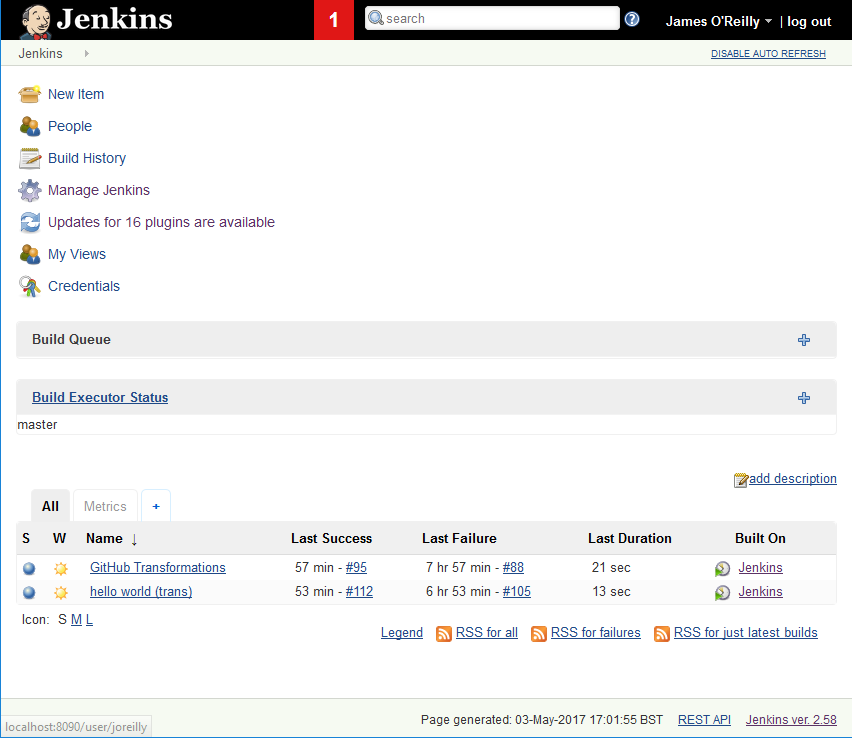 Jenkins 1 search James O'Reilly | log out
Jenkins DISABLE AUTO REFRESH
New Item
People
Build History
Manage Jenkins
Updates for 16 plugins are available
My Views
Credentials
Build Queue
Build Executor Status
master
add description
All Metrics +
S W Name ↓ Last Success Last Failure Last Duration Built On
GitHub Transformations 57 min - #95 7 hr 57 min - #88 21 sec Jenkins
hello world (trans) 53 min - #112 6 hr 53 min - #105 13 sec Jenkins
Icon: S M L
Legend RSS for all RSS for failures RSS for just latest builds
Page generated: 03-May-2017 17:01:55 BST REST API Jenkins ver. 2.58
localhost:8090/user/joreilly